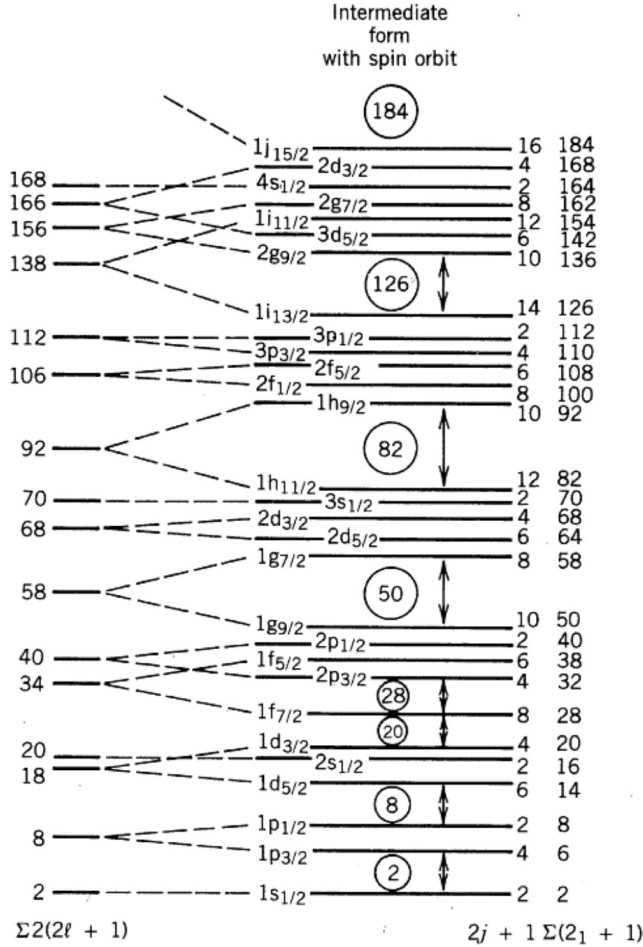 Intermediate
form
with spin orbit
184
1j15/2 16 184
2d3/2 4 168
168 4s1/2 2 164
166 2g7/2 8 162
1i11/2 12 154
156 3d5/2 6 142
2g9/2 10 136
138 126
1i13/2 14 126
112 3p1/2 2 112
3p3/2 4 110
2f5/2 6 108
106 2f1/2 8 100
1h9/2 10 92
92 82
1h11/2 12 82
70 3s1/2 2 70
68 2d3/2 4 68
2d5/2 6 64
1g7/2 8 58
58 50
1g9/2 10 50
2p1/2 2 40
40 1f5/2 6 38
34 2p3/2 4 32
28
1f7/2 8 28
20
1d3/2 4 20
20 2s1/2 2 16
18 1d5/2 6 14
8
1p1/2 2 8
8 1p3/2 4 6
2
2 1s1/2 2 2
Σ2(2ℓ + 1) 2j + 1 Σ(2₁ + 1)